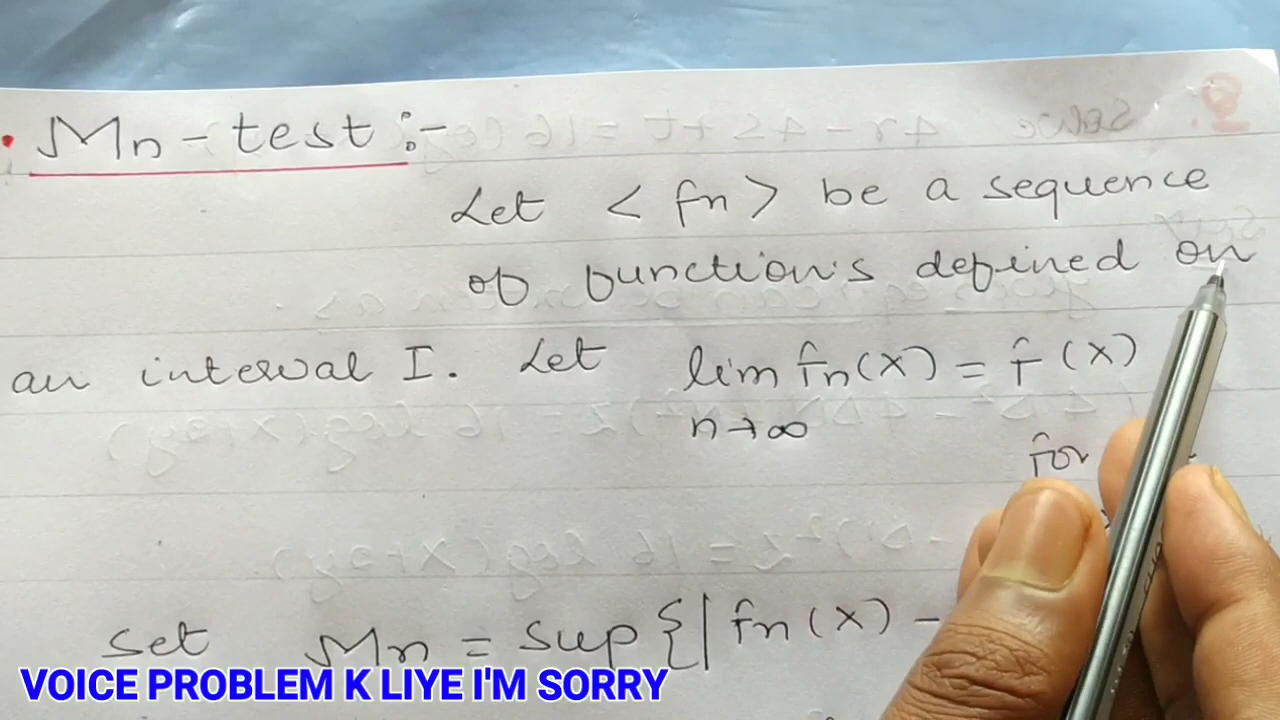 Mn - test :-
Let < fn > be a sequence
of functions defined on
an interval I. Let lim fn(x) = f(x)
n→∞
for
set Mn = sup {| fn(x) -
VOICE PROBLEM K LIYE I'M SORRY